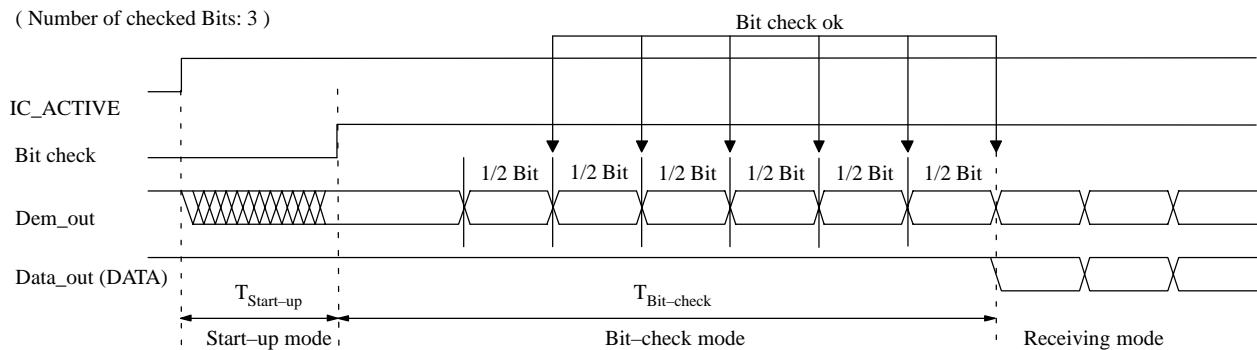 ( Number of checked Bits: 3 )
Bit check ok
IC_ACTIVE
Bit check
1/2 Bit 1/2 Bit 1/2 Bit 1/2 Bit 1/2 Bit 1/2 Bit
Dem_out
Data_out (DATA)
TStart–up TBit–check
Start–up mode Bit–check mode Receiving mode